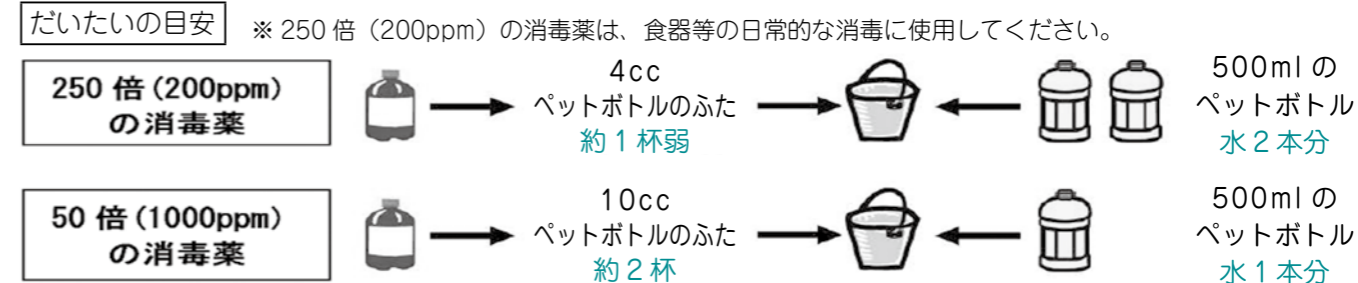 だいたいの目安
※ 250 倍（200ppm）の消毒薬は、食器等の日常的な消毒に使用してください。
250 倍(200ppm)
の消毒薬
4cc
ペットボトルのふた
約 1 杯弱
500ml の
ペットボトル
水 2 本分
50 倍(1000ppm)
の消毒薬
10cc
ペットボトルのふた
約 2 杯
500ml の
ペットボトル
水 1 本分